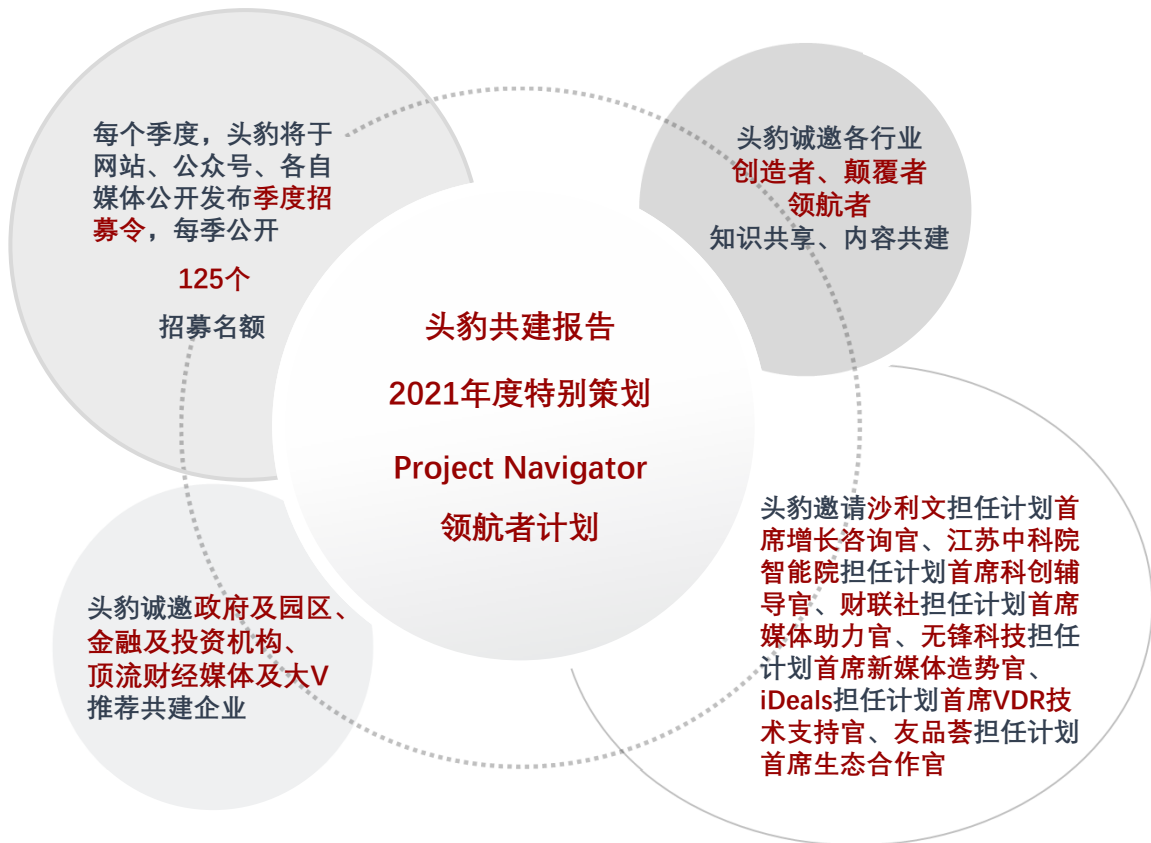 每个季度，头豹将于
网站、公众号、各自
媒体公开发布季度招
募令，每季公开
125个
招募名额
头豹诚邀各行业
创造者、颠覆者
领航者
知识共享、内容共建
头豹共建报告
2021年度特别策划
Project Navigator
领航者计划
头豹诚邀政府及园区、
金融及投资机构、
顶流财经媒体及大V
推荐共建企业
头豹邀请沙利文担任计划首
席增长咨询官、江苏中科院
智能院担任计划首席科创辅
导官、财联社担任计划首席
媒体助力官、无锋科技担任
计划首席新媒体造势官、
iDeals担任计划首席VDR技
术支持官、友品荟担任计划
首席生态合作官